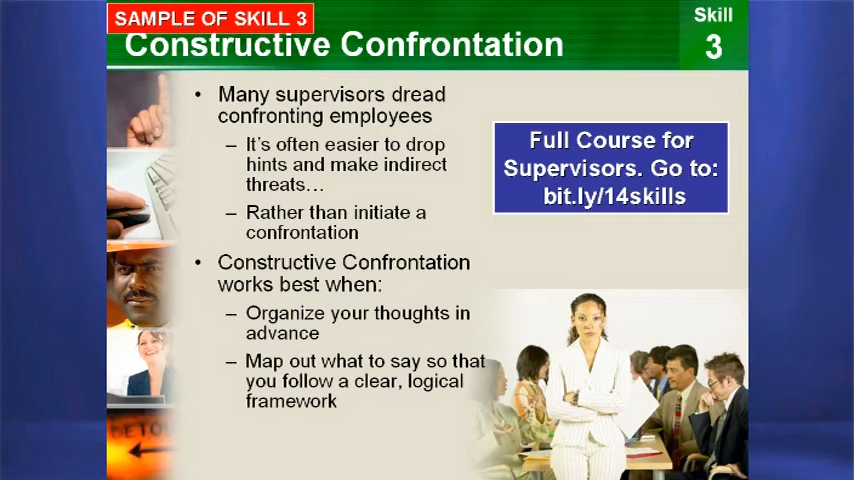 SAMPLE OF SKILL 3
Constructive Confrontation
Skill
3
• Many supervisors dread
confronting employees
– It's often easier to drop
hints and make indirect
threats…
– Rather than initiate a
confrontation
• Constructive Confrontation
works best when:
– Organize your thoughts in
advance
– Map out what to say so that
you follow a clear, logical
framework
Full Course for
Supervisors. Go to:
bit.ly/14skills